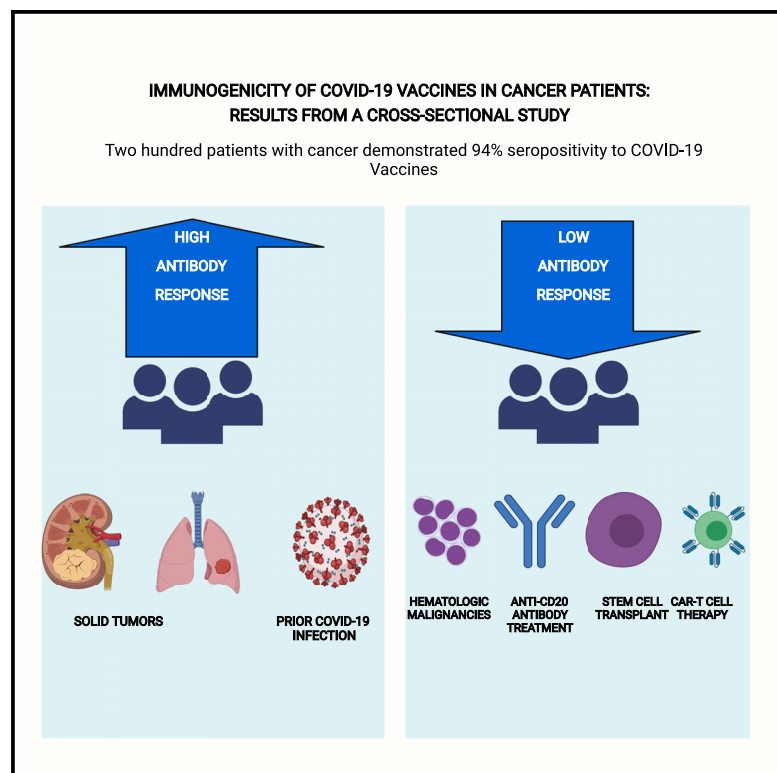 IMMUNOGENICITY OF COVID-19 VACCINES IN CANCER PATIENTS:
RESULTS FROM A CROSS-SECTIONAL STUDY
Two hundred patients with cancer demonstrated 94% seropositivity to COVID-19
Vaccines
HIGH
ANTIBODY
RESPONSE
SOLID TUMORS
PRIOR COVID-19
INFECTION
LOW
ANTIBODY
RESPONSE
HEMATOLOGIC
MALIGNANCIES
ANTI-CD20
ANTIBODY
TREATMENT
STEM CELL
TRANSPLANT
CAR-T CELL
THERAPY